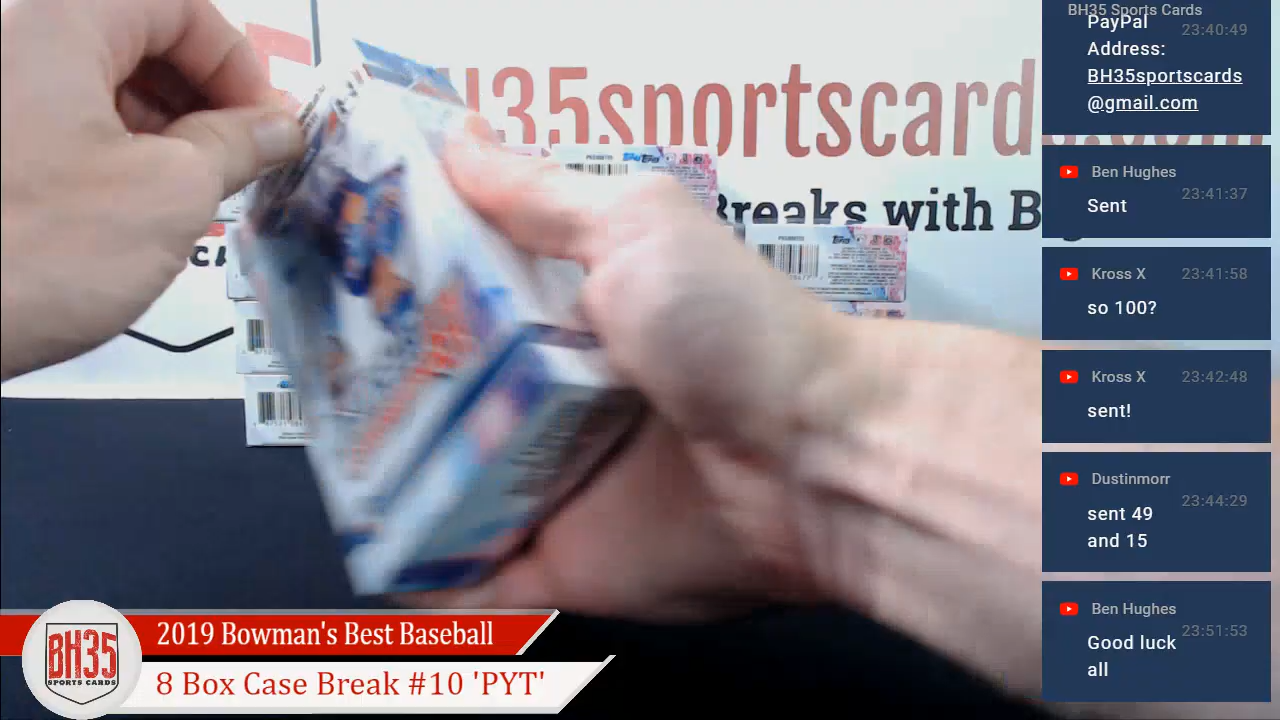 H35sportscards.com
Breaks with B
BH35 Sports Cards
PayPal
Address:
BH35sportscards
@gmail.com
23:40:49
Ben Hughes
23:41:37
Sent
Kross X
23:41:58
so 100?
Kross X
23:42:48
sent!
Dustinmorr
23:44:29
sent 49
and 15
Ben Hughes
23:51:53
Good luck
all
2019 Bowman's Best Baseball
8 Box Case Break #10 'PYT'
BH35
SPORTS CARDS
topps